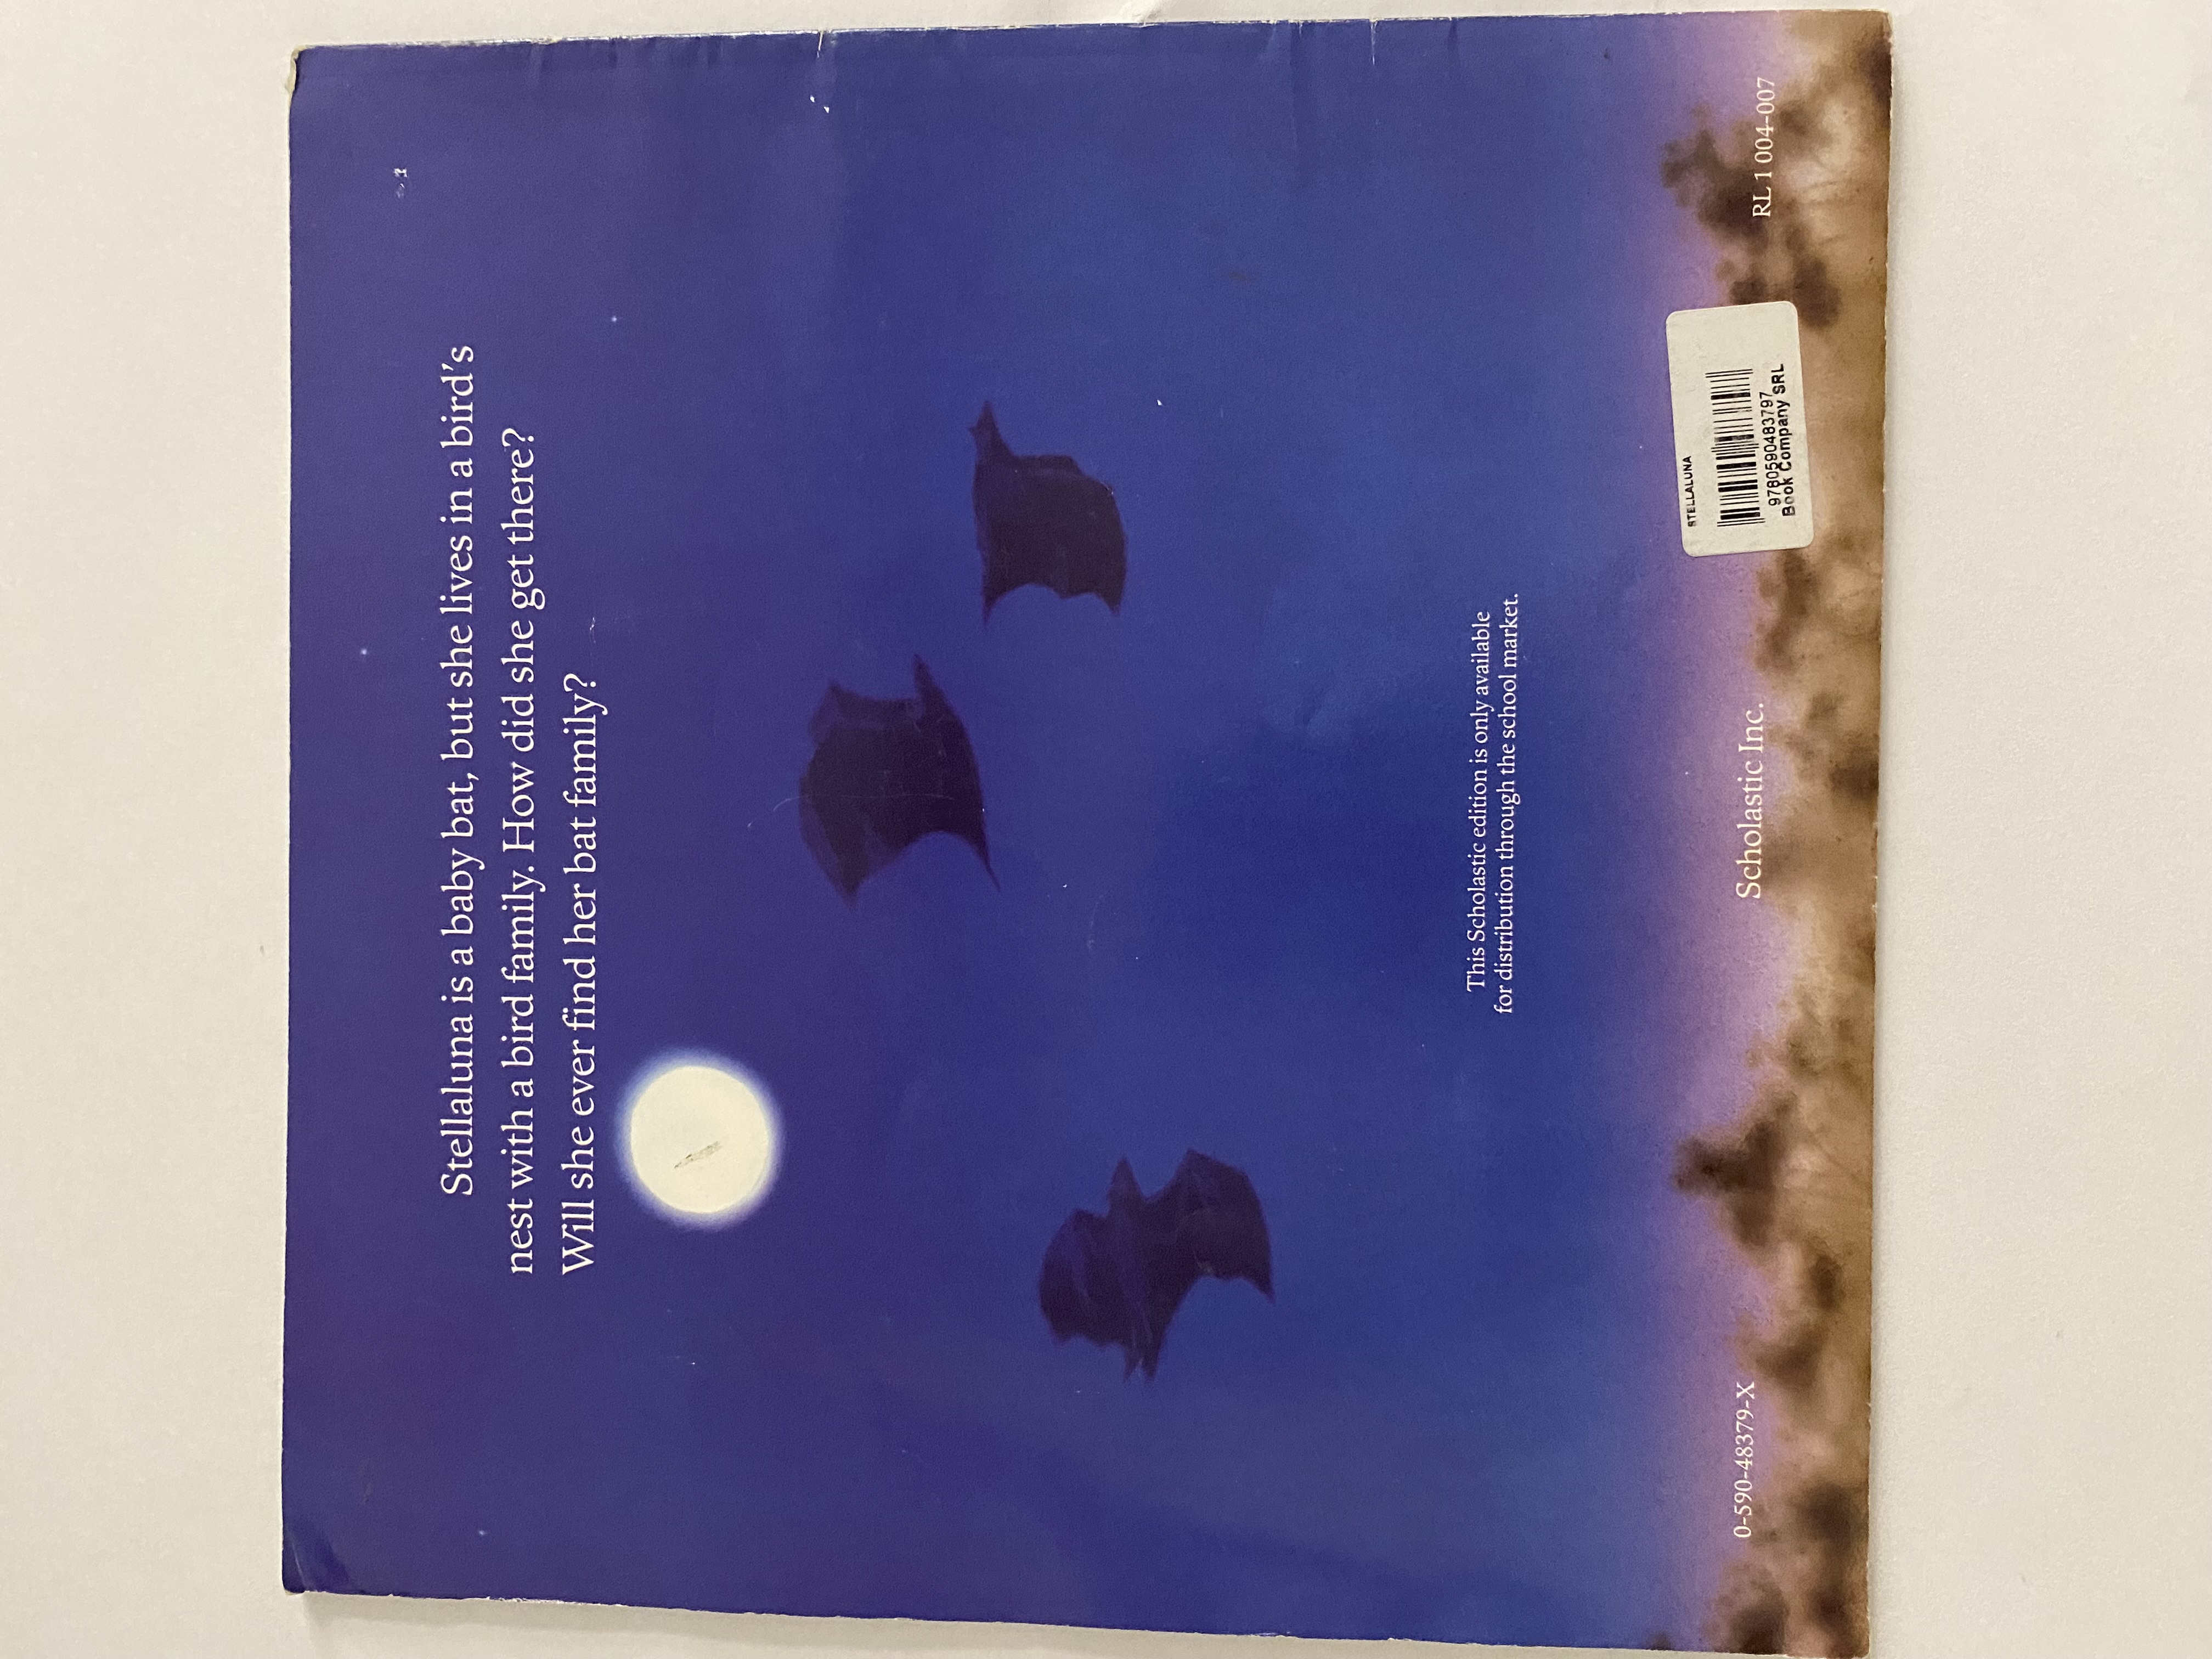 Stellaluna is a baby bat, but she lives in a bird's
nest with a bird family. How did she get there?
Will she ever find her bat family?
This Scholastic edition is only available
for distribution through the school market.
0-590-48379-X
Scholastic Inc.
STELLALUNA
9780590483797
Book Company SRL
RL 1 004-007